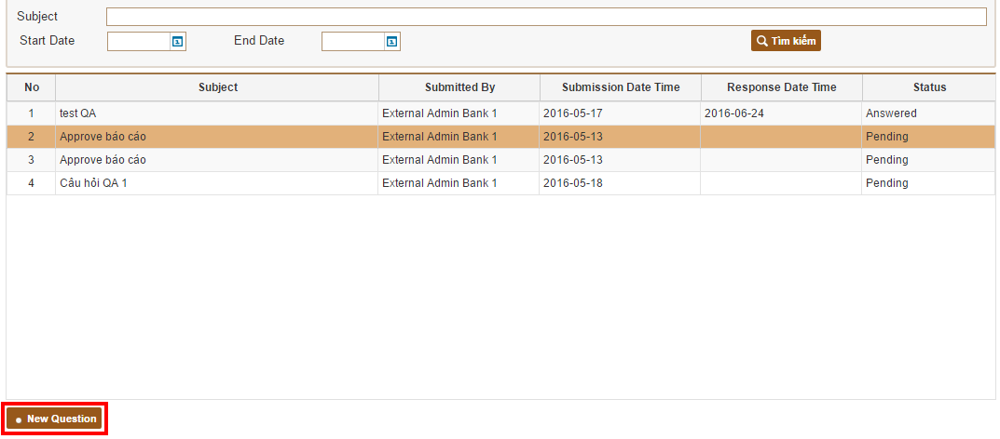 Subject
Start Date End Date Tìm kiếm
No Subject Submitted By Submission Date Time Response Date Time Status
1 test QA External Admin Bank 1 2016-05-17 2016-06-24 Answered
2 Approve báo cáo External Admin Bank 1 2016-05-13 Pending
3 Approve báo cáo External Admin Bank 1 2016-05-13 Pending
4 Câu hỏi QA 1 External Admin Bank 1 2016-05-18 Pending
New Question